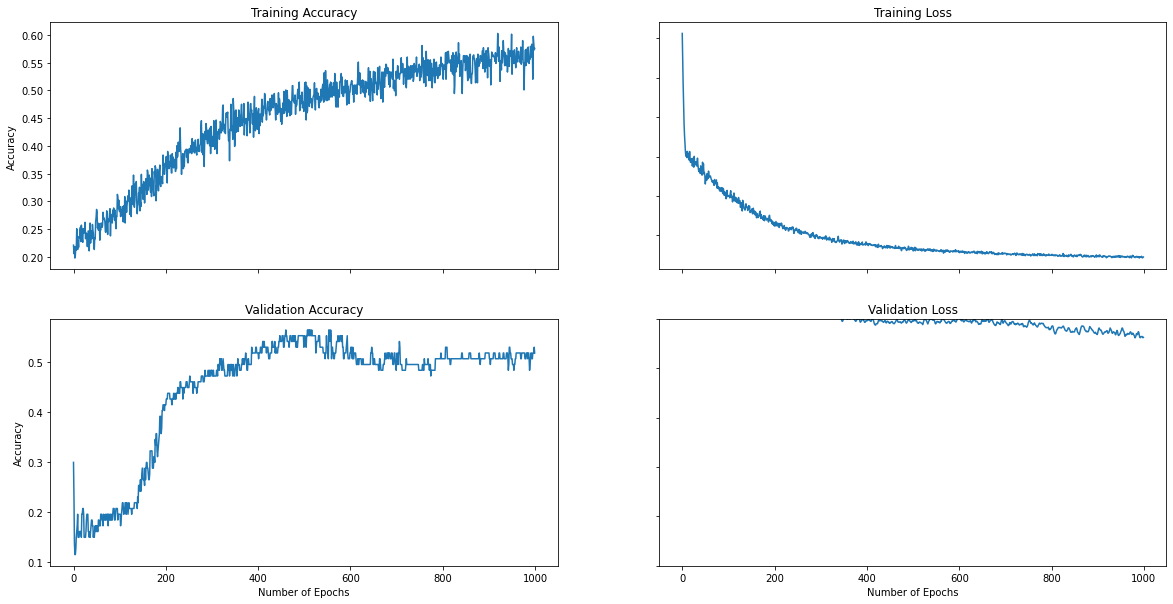 Training Accuracy
Accuracy
0.60
0.55
0.50
0.45
0.40
0.35
0.30
0.25
0.20
Training Loss
Validation Accuracy
Accuracy
0.5
0.4
0.3
0.2
0.1
0 200 400 600 800 1000
Number of Epochs
Validation Loss
0 200 400 600 800 1000
Number of Epochs